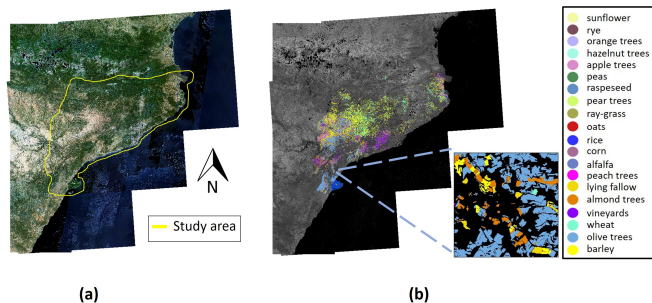 N
Study area
sunflower
rye
orange trees
hazelnut trees
apple trees
peas
raspeseed
pear trees
ray-grass
oats
rice
corn
alfalfa
peach trees
lying fallow
almond trees
vineyards
wheat
olive trees
barley
(a)
(b)